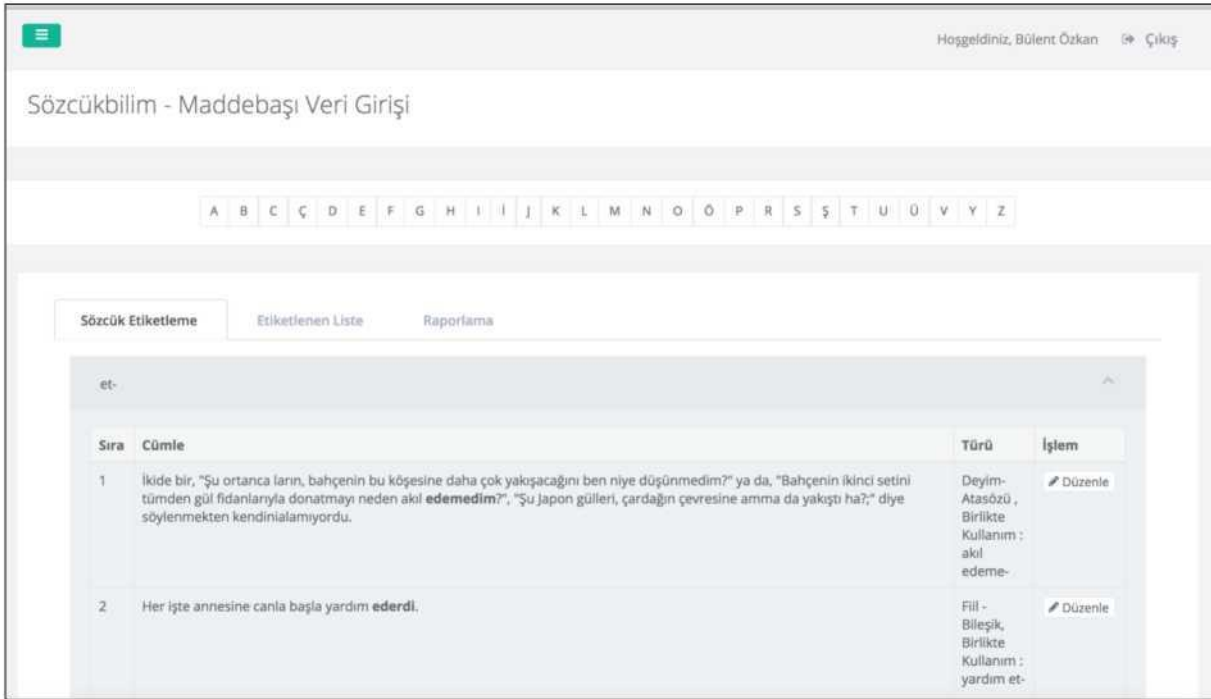 Hoşgeldiniz, Bülent Özkan Çıkış
Sözcükbilim - Maddebaşı Veri Girişi
A B C Ç D E F G H I İ J K L M N O Ö P R S Ş T U Ü V Y Z
Sözcük Etiketleme Etiketlenen Liste Raporlama
et-
Sıra Cümle Türü İşlem
1 İkide bir, "Şu ortanca ların, bahçenin bu köşesine daha çok yakışacağını ben niye düşünmedim?" ya da, "Bahçenin ikinci setini
tümden gül fidanlarıyla donatmayı neden akıl edemedim?", "Şu Japon gülleri, çardağın çevresine amma da yakıştı ha?;" diye
söylenmekten kendinialamıyordu.
Deyim-
Atasözü ,
Birlikte
Kullanım :
akıl
edeme-
Düzenle
2 Her işte annesine canla başla yardım ederdi.
Fiil -
Bileşik,
Birlikte
Kullanım :
yardım et-
Düzenle